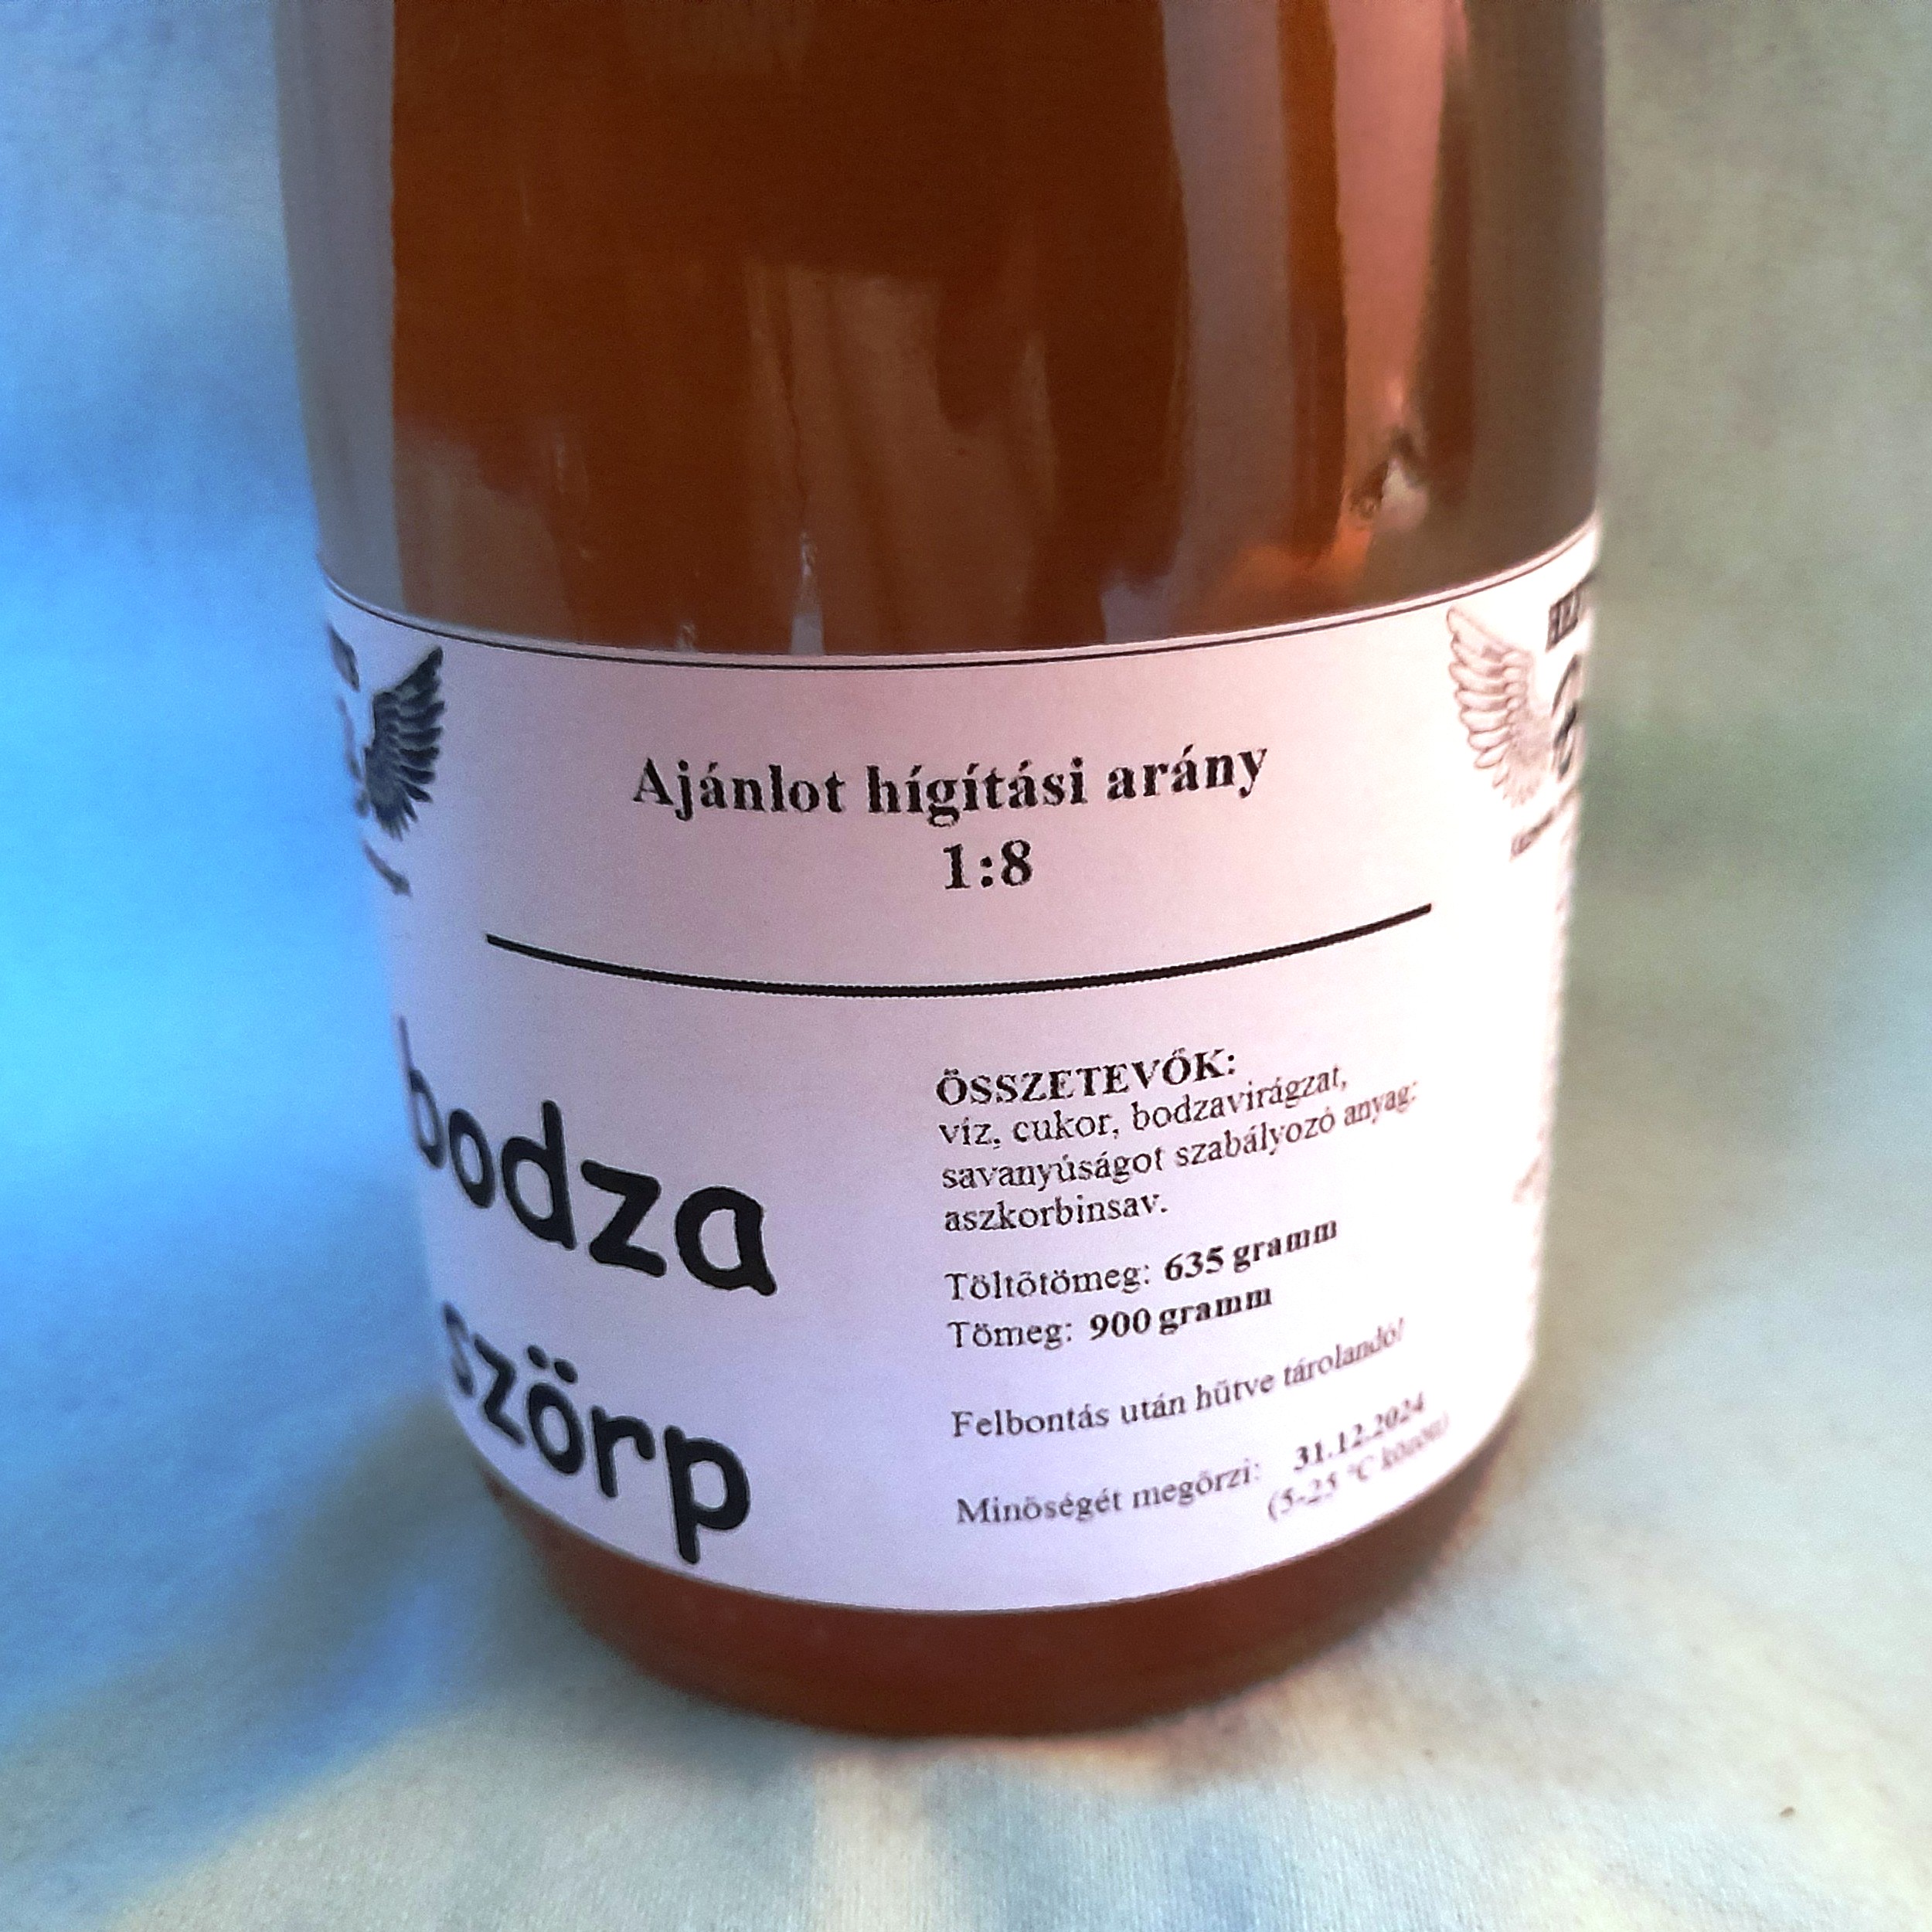 Ajánlot hígítási arány
1:8
bodza
szörp
ÖSSZETEVŐK:
víz, cukor, bodzavirágzat,
savanyúságot szabályozó anyag:
aszkorbinsav.
Töltőtömeg: 635 gramm
Tömeg: 900 gramm
Felbontás után hűtve tárolandó!
Minőségét megőrzi: 31.12.2024
(5-25 °C között)